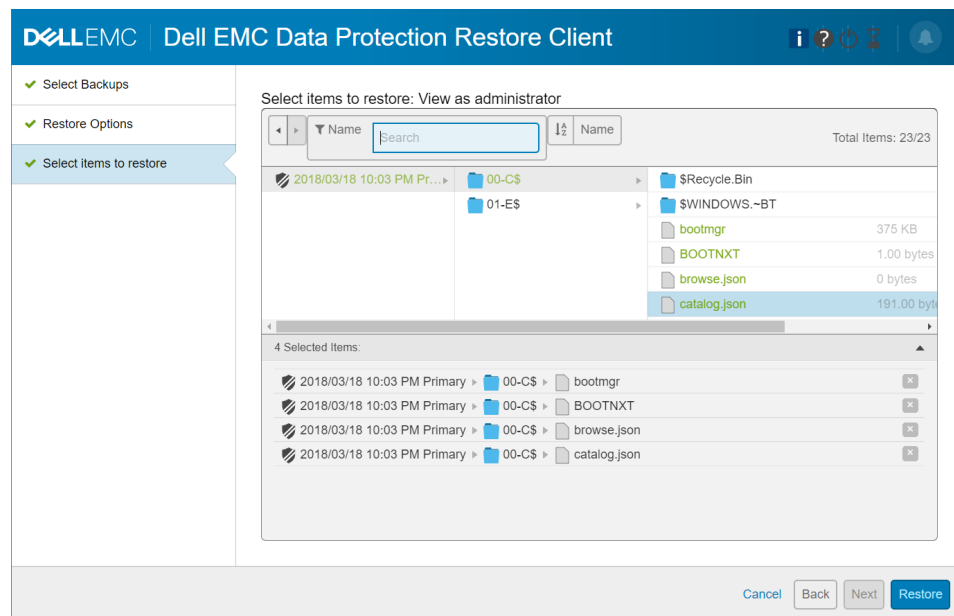 DELLEMC Dell EMC Data Protection Restore Client
Select Backups
Restore Options
Select items to restore
Select items to restore: View as administrator
Name Search Name Total Items: 23/23
2018/03/18 10:03 PM Pr... 00-C$ $Recycle.Bin
01-E$ $WINDOWS.~BT
bootmgr 375 KB
BOOTNXT 1.00 bytes
browse.json 0 bytes
catalog.json 191.00 byte
4 Selected Items:
2018/03/18 10:03 PM Primary 00-C$ bootmgr
2018/03/18 10:03 PM Primary 00-C$ BOOTNXT
2018/03/18 10:03 PM Primary 00-C$ browse.json
2018/03/18 10:03 PM Primary 00-C$ catalog.json
Cancel Back Next Restore